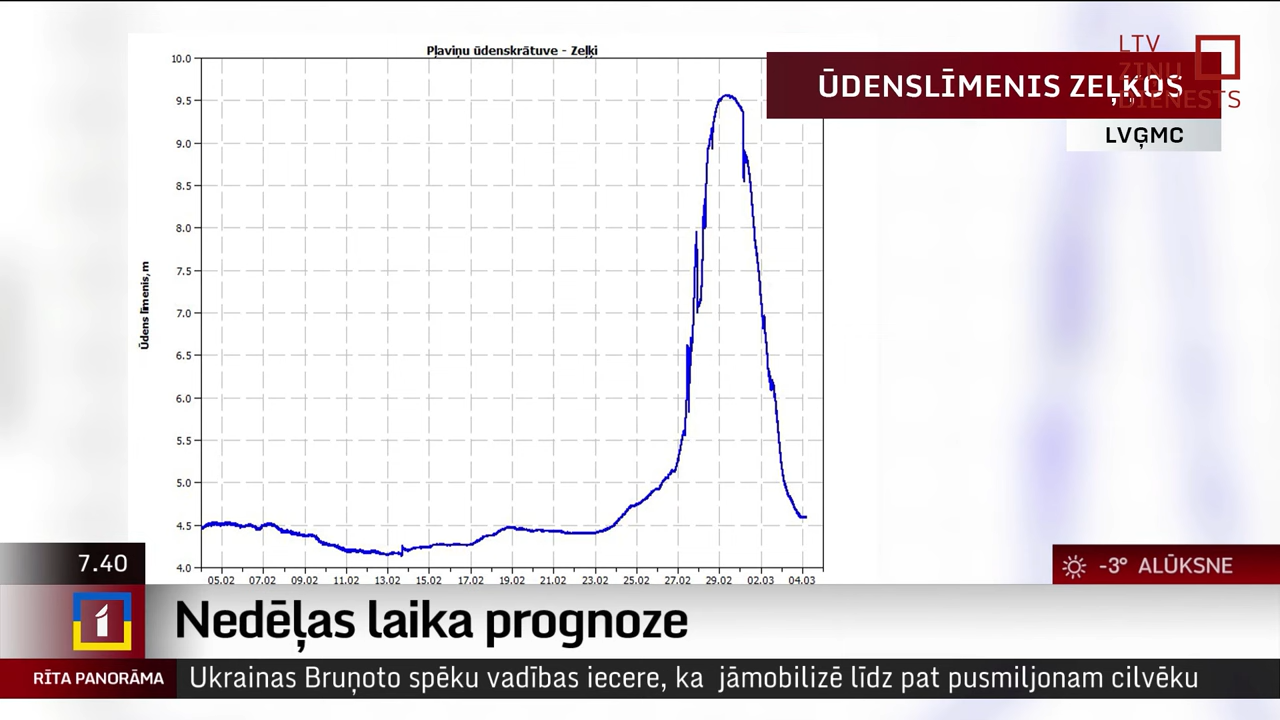 Pļaviņu ūdenskrātuve - Zeļķi
LTV
ZIŅU
DIENESTS
ŪDENSLĪMENIS ZEĻĶOS
LVĢMC
Ūdens līmenis, m
10.0
9.5
9.0
8.5
8.0
7.5
7.0
6.5
6.0
5.5
5.0
4.5
4.0
05.02 07.02 09.02 11.02 13.02 15.02 17.02 19.02 21.02 23.02 25.02 27.02 29.02 02.03 04.03
7.40
-3° ALŪKSNE
1
Nedēļas laika prognoze
RĪTA PANORĀMA
Ukrainas Bruņoto spēku vadības iecere, ka jāmobilizē līdz pat pusmiljonam cilvēku